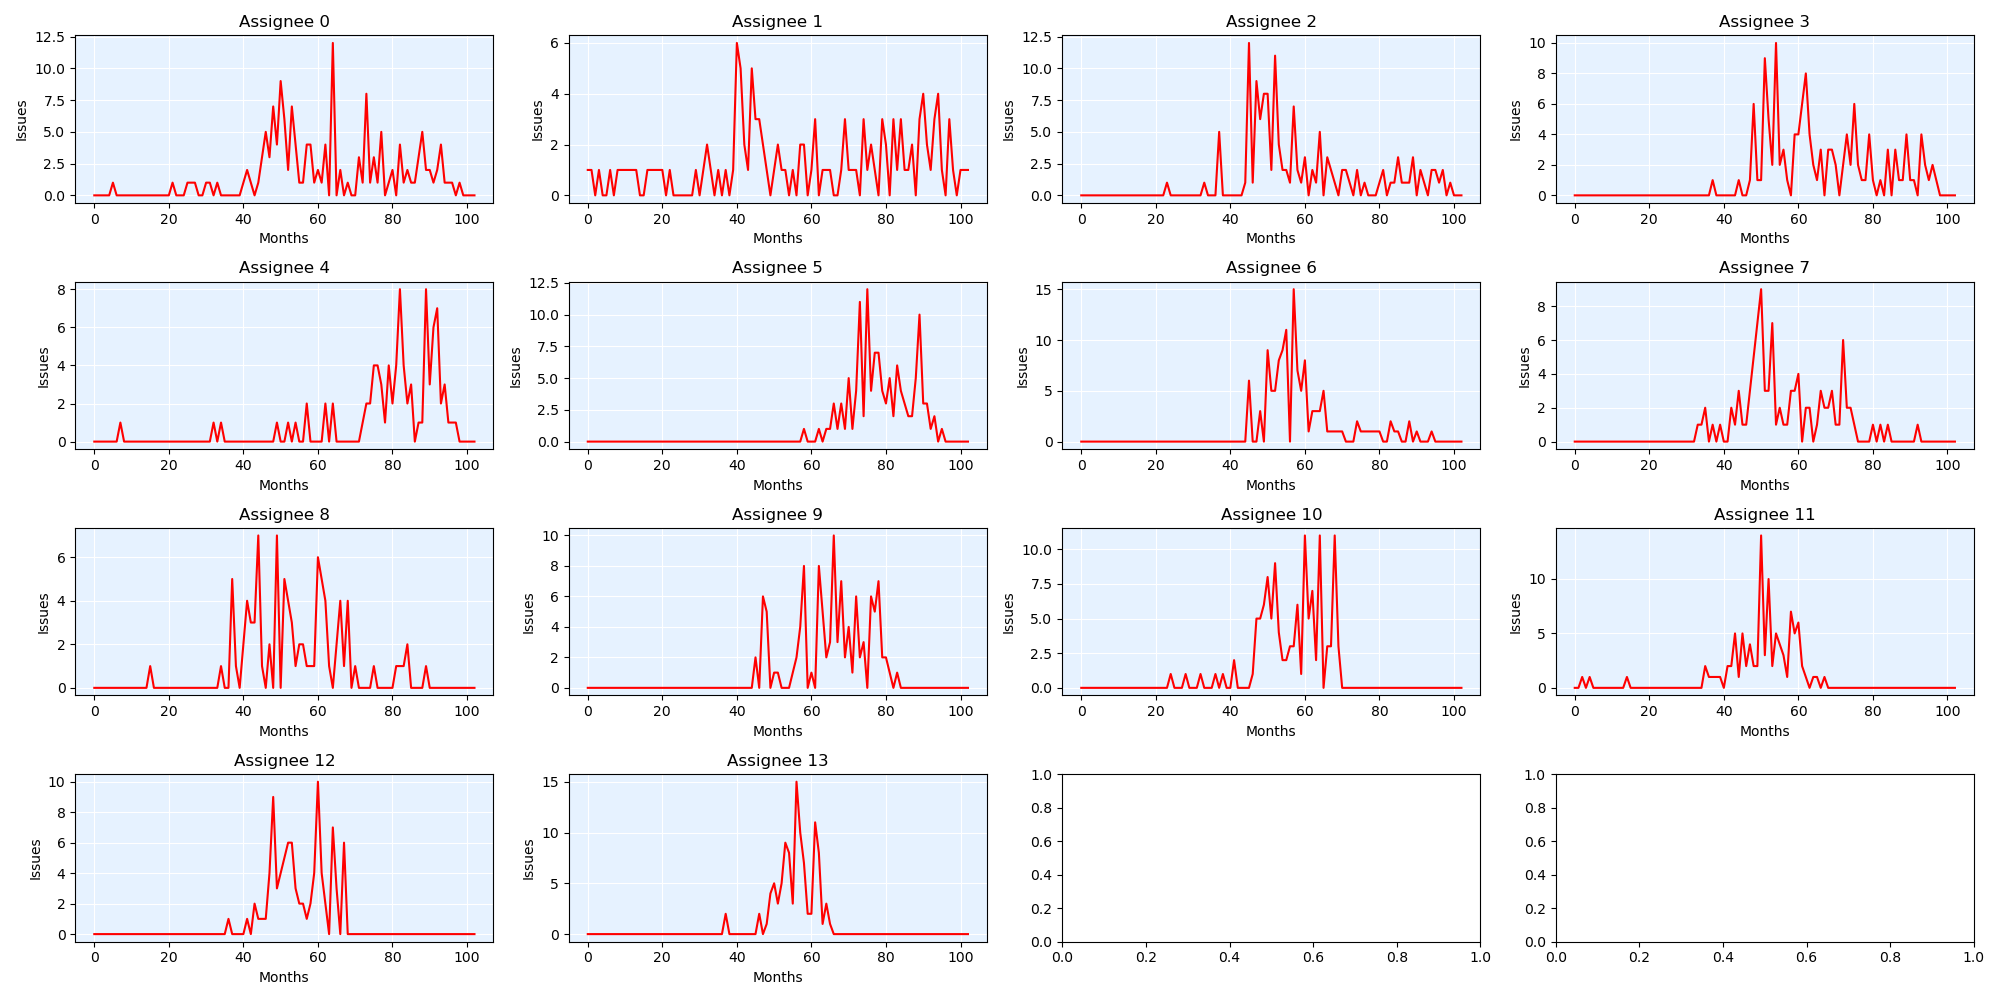 Assignee 0
12.5
10.0
7.5
5.0
2.5
0.0
Issues
0 20 40 60 80 100
Months
Assignee 1
6
4
2
0
Issues
0 20 40 60 80 100
Months
Assignee 2
12.5
10.0
7.5
5.0
2.5
0.0
Issues
0 20 40 60 80 100
Months
Assignee 3
10
8
6
4
2
0
Issues
0 20 40 60 80 100
Months
Assignee 4
8
6
4
2
0
Issues
0 20 40 60 80 100
Months
Assignee 5
12.5
10.0
7.5
5.0
2.5
0.0
Issues
0 20 40 60 80 100
Months
Assignee 6
15
10
5
0
Issues
0 20 40 60 80 100
Months
Assignee 7
8
6
4
2
0
Issues
0 20 40 60 80 100
Months
Assignee 8
6
4
2
0
Issues
0 20 40 60 80 100
Months
Assignee 9
10
8
6
4
2
0
Issues
0 20 40 60 80 100
Months
Assignee 10
10.0
7.5
5.0
2.5
0.0
Issues
0 20 40 60 80 100
Months
Assignee 11
10
5
0
Issues
0 20 40 60 80 100
Months
Assignee 12
10
8
6
4
2
0
Issues
0 20 40 60 80 100
Months
Assignee 13
15
10
5
0
Issues
0 20 40 60 80 100
Months
1.0
0.8
0.6
0.4
0.2
0.0
0.0 0.2 0.4 0.6 0.8 1.0
1.0
0.8
0.6
0.4
0.2
0.0
0.0 0.2 0.4 0.6 0.8 1.0